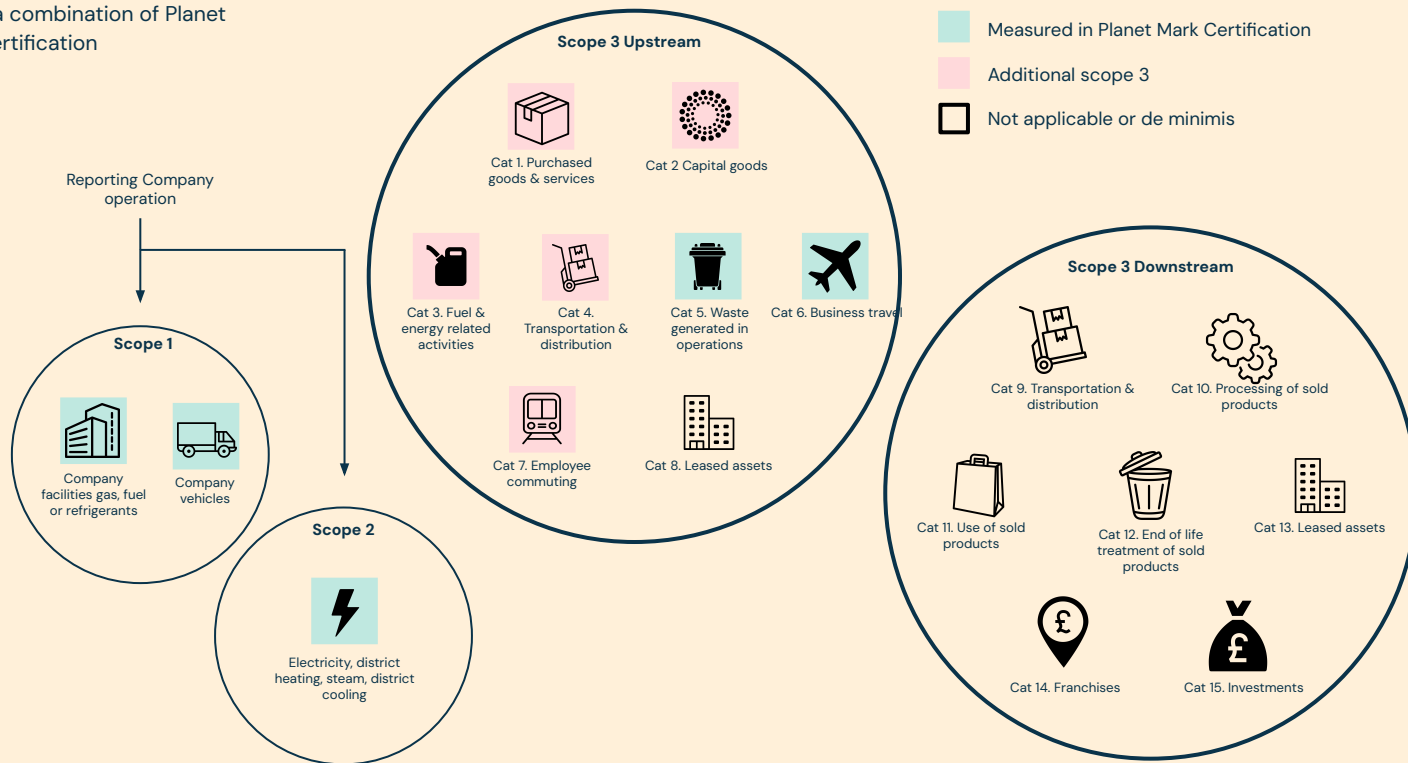 a combination of Planet
ertification
Measured in Planet Mark Certification
Additional scope 3
Not applicable or de minimis
Reporting Company
operation
Scope 1
Company
facilities gas, fuel
or refrigerants
Company
vehicles
Scope 2
Electricity, district
heating, steam, district
cooling
Scope 3 Upstream
Cat 1. Purchased
goods & services
Cat 2 Capital goods
Cat 3. Fuel &
energy related
activities
Cat 4.
Transportation &
distribution
Cat 5. Waste
generated in
operations
Cat 6. Business travel
Cat 7. Employee
commuting
Cat 8. Leased assets
Scope 3 Downstream
Cat 9. Transportation &
distribution
Cat 10. Processing of sold
products
Cat 11. Use of sold
products
Cat 12. End of life
treatment of sold
products
Cat 13. Leased assets
£
Cat 14. Franchises
£
Cat 15. Investments